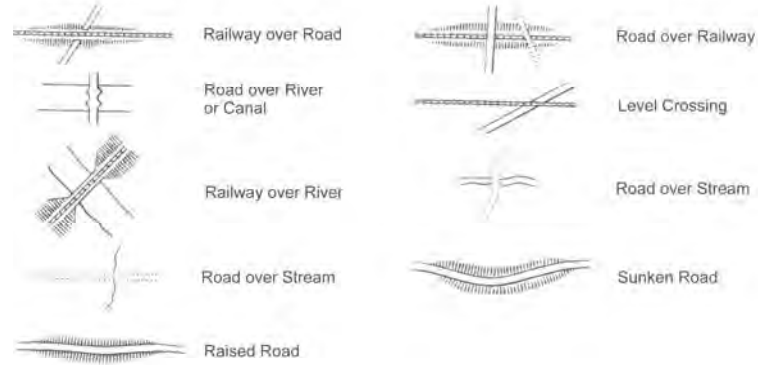 Railway over Road
Road over Railway
Road over River
or Canal
Level Crossing
Railway over River
Road over Stream
Road over Stream
Sunken Road
Raised Road